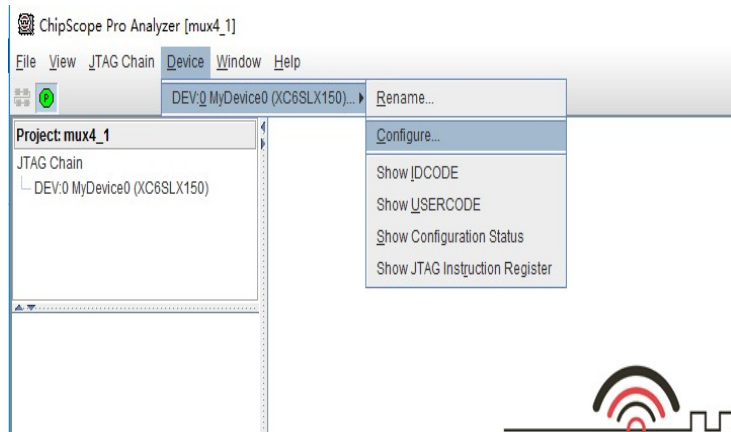 ChipScope Pro Analyzer [mux4_1]
File View JTAG Chain Device Window Help
P DEV:0 MyDevice0 (XC6SLX150)... Rename...
Project: mux4_1 Configure...
JTAG Chain Show IDCODE
DEV:0 MyDevice0 (XC6SLX150) Show USERCODE
Show Configuration Status
Show JTAG Instruction Register